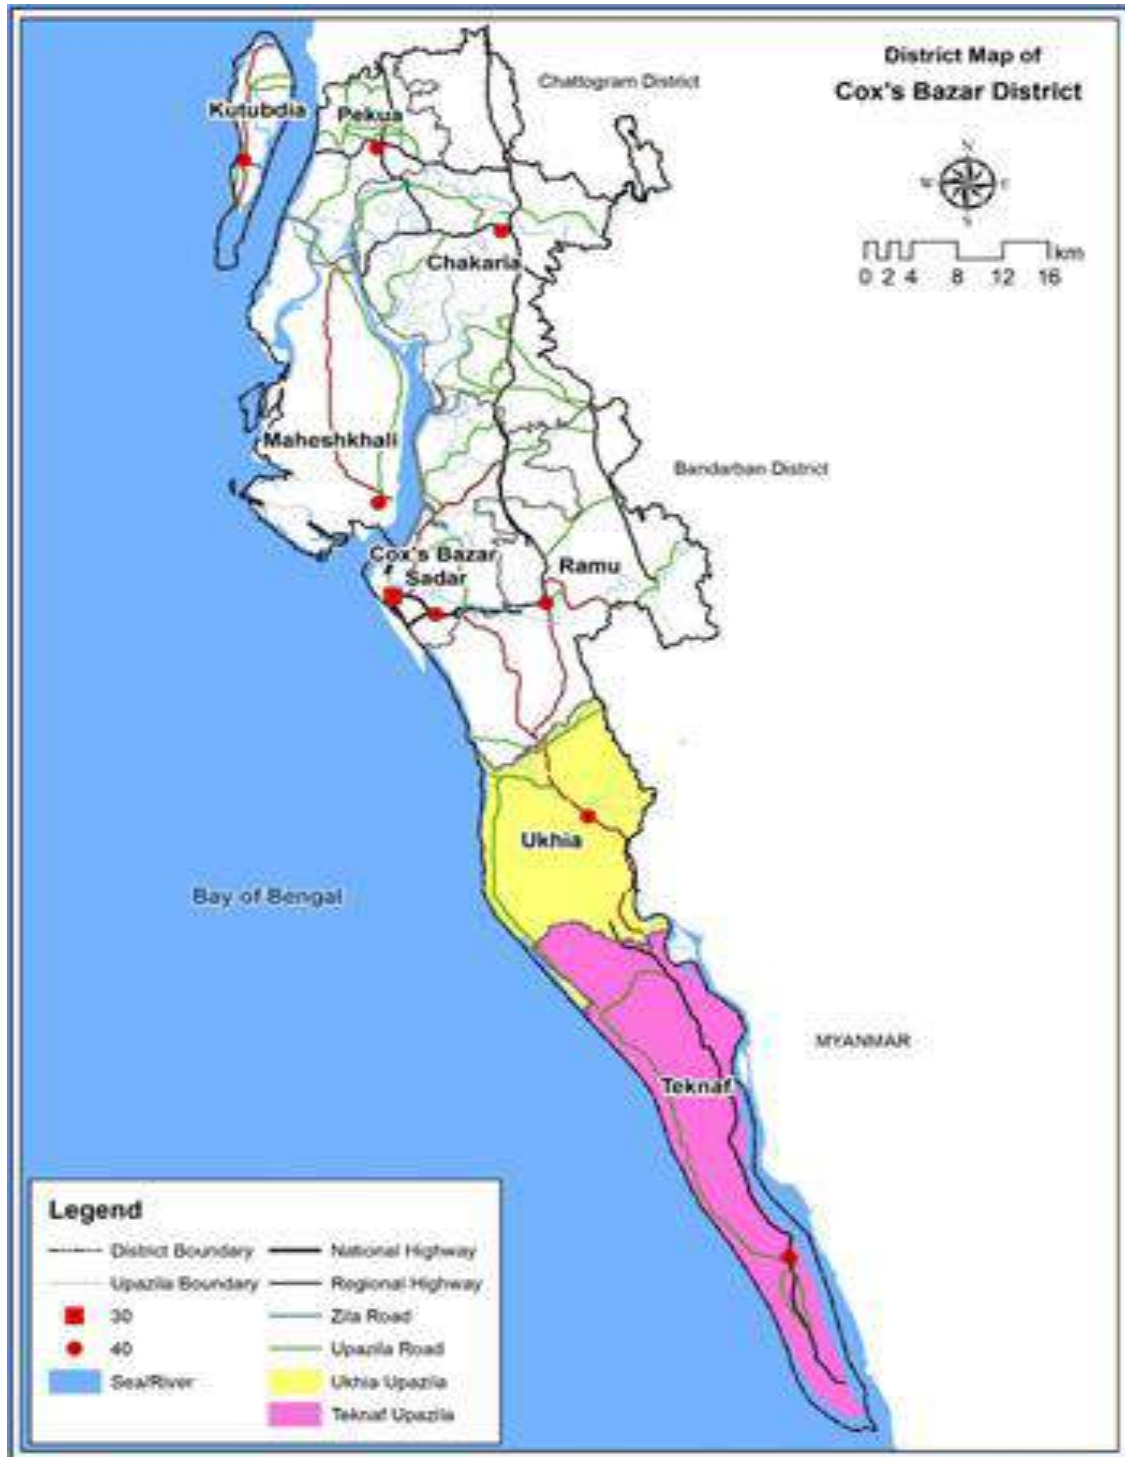 District Map of
Cox's Bazar District
Chattogram District
Kutubdia
Pekua
N
W
E
S
km
0 2 4 8 12 16
Chakaria
Maheshkhali
Bandarban District
Cox's Bazar
Sadar
Ramu
Ukhia
Bay of Bengal
MYANMAR
Teknaf
Legend
District Boundary
Upazila Boundary
30
40
Sea/River
National Highway
Regional Highway
Zila Road
Upazila Road
Ukhia Upazila
Teknaf Upazila